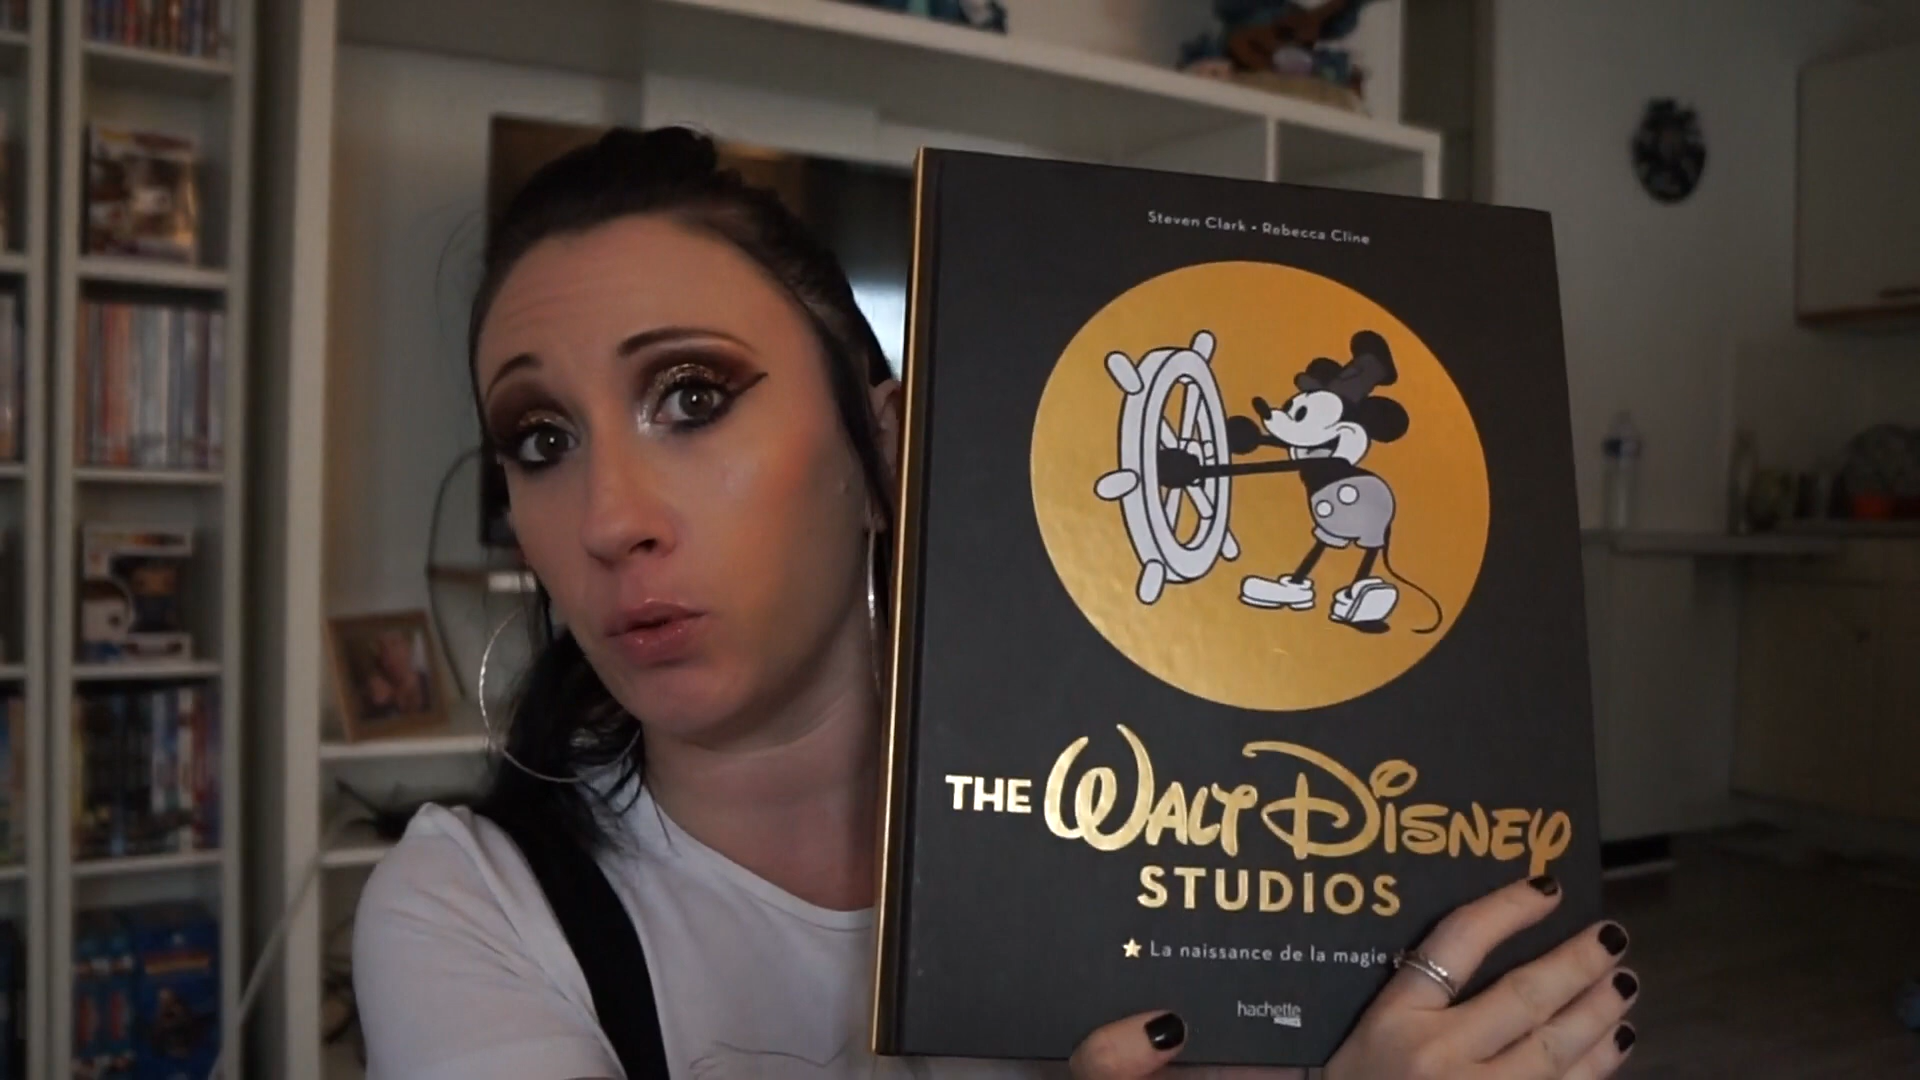 Steven Clark • Rebecca Cline
THE WALT DISNEY
STUDIOS
★ La naissance de la magie
hachette